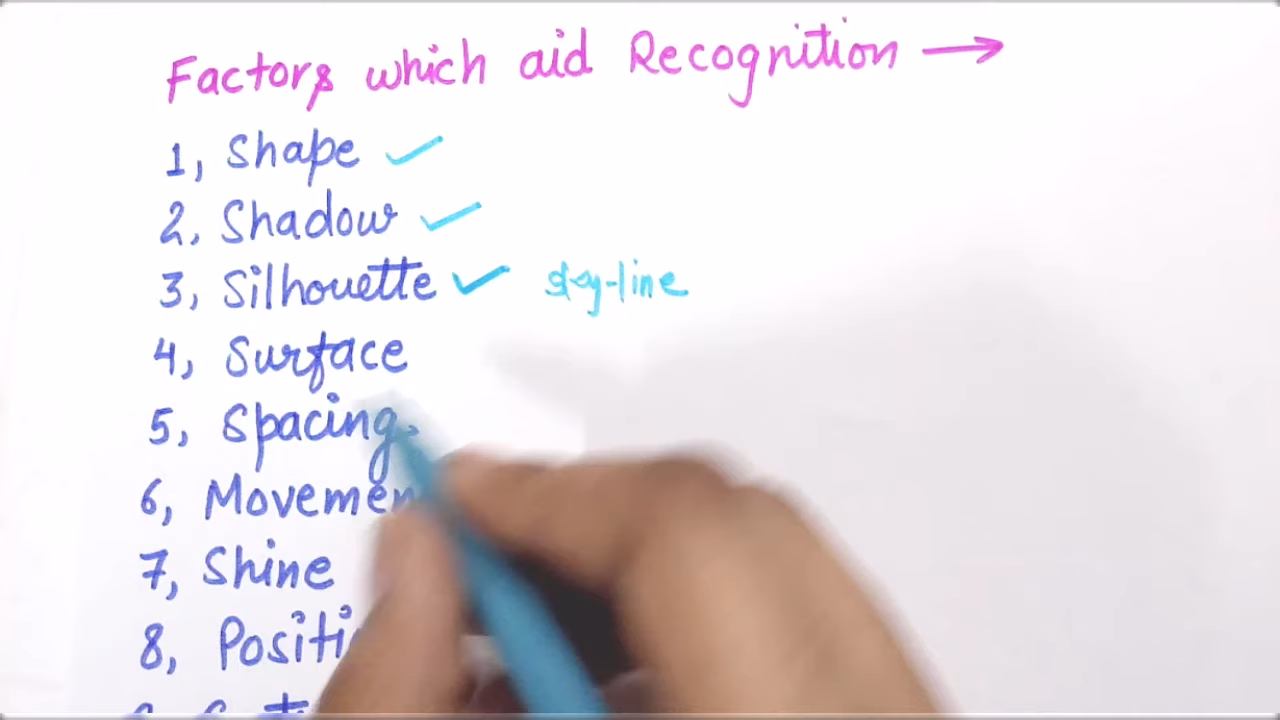 Factors which aid Recognition →
1, Shape ✓
2, Shadow ✓
3, Silhouette ✓ sky-line
4, Surface
5, Spacing
6, Movemen
7, Shine
8, Positi